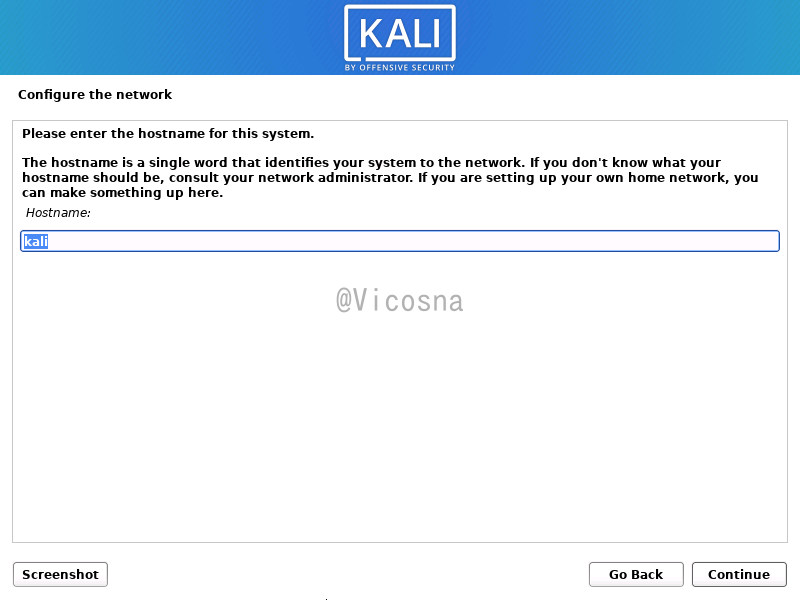 KALI
BY OFFENSIVE SECURITY
Configure the network
Please enter the hostname for this system.
The hostname is a single word that identifies your system to the network. If you don't know what your
hostname should be, consult your network administrator. If you are setting up your own home network, you
can make something up here.
Hostname:
kali
@Vicosna
Screenshot
Go Back
Continue